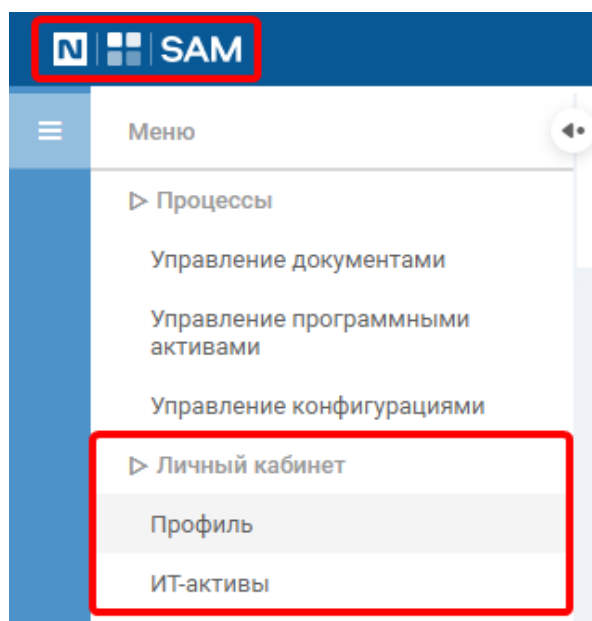 N SAM
Меню
Процессы
Управление документами
Управление программными
активами
Управление конфигурациями
Личный кабинет
Профиль
ИТ-активы